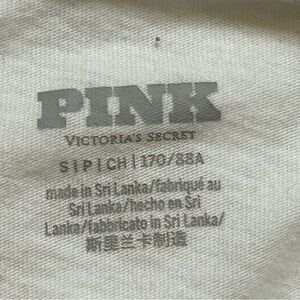 PINK
VICTORIA'S SECRET
S|P|CH|170/88A
made in Sri Lanka/fabriqué au
Sri Lanka/hecho en Sri
Lanka/fabbricato in Sri Lanka/
斯里兰卡制造